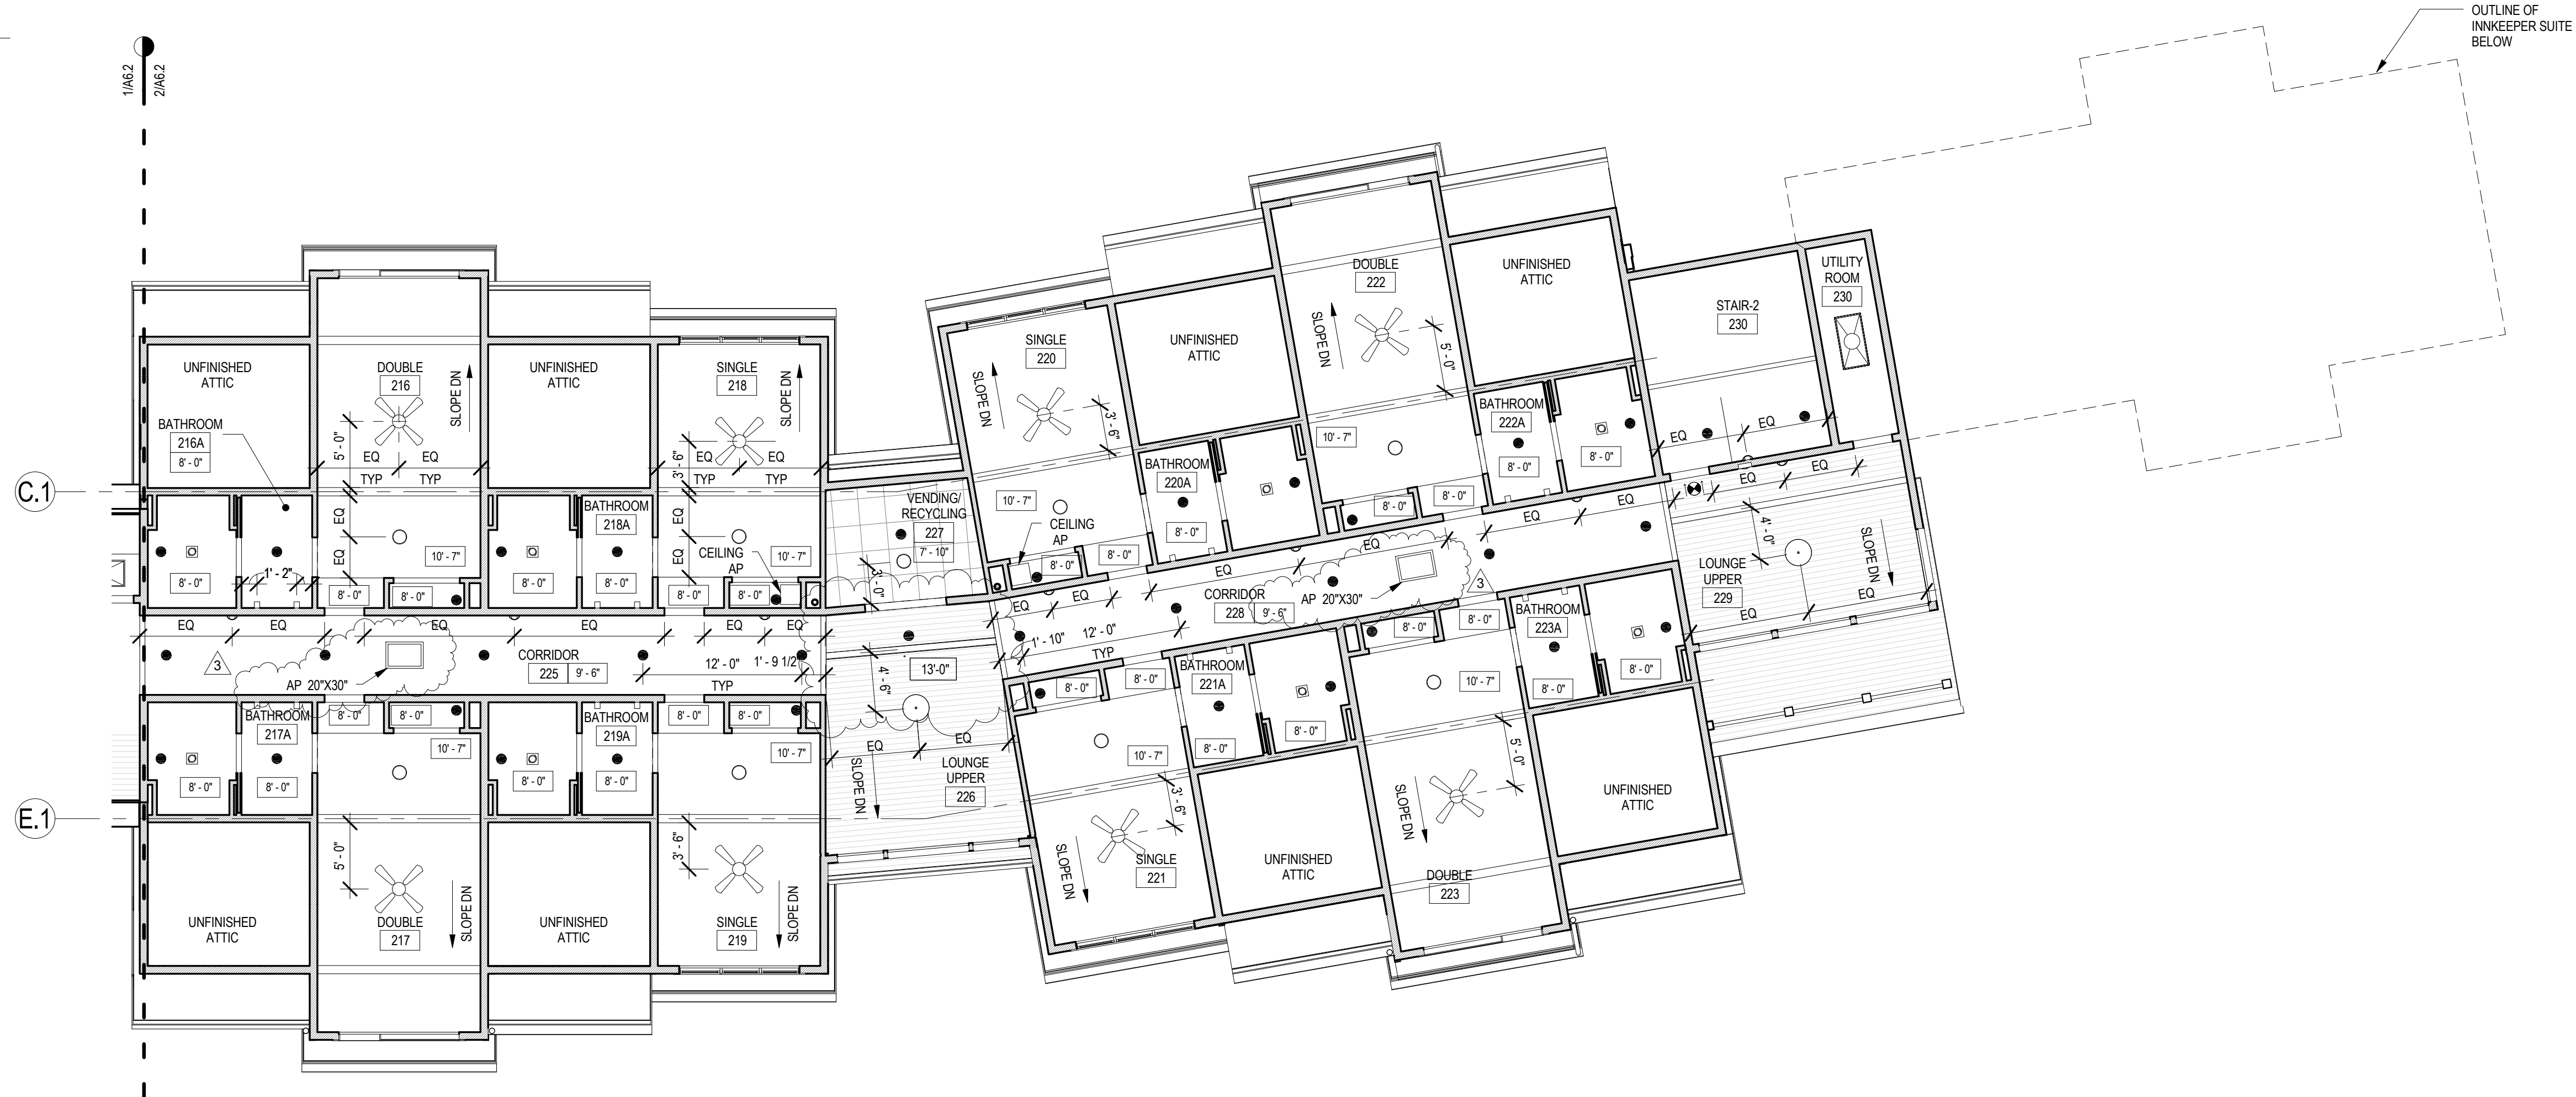 OUTLINE OF
INNKEEPER SUITE
BELOW
1/A6.2
2/A6.2
C.1
E.1
UNFINISHED
ATTIC
DOUBLE
216
SLOPE DN
UNFINISHED
ATTIC
SINGLE
218
SLOPE DN
BATHROOM
216A
8' - 0"
5' - 0"
EQ
EQ
TYP
TYP
3' - 6"
EQ
EQ
TYP
TYP
EQ
EQ
EQ
EQ
BATHROOM
218A
8' - 0"
1' - 2"
10' - 7"
8' - 0"
8' - 0"
8' - 0"
8' - 0"
CEILING
AP
10' - 7"
8' - 0"
8' - 0"
VENDING/
RECYCLING
227
7' - 10"
3' - 0"
EQ
EQ
EQ
EQ
EQ
EQ
3
AP 20"X30"
CORRIDOR
225
9' - 6"
12' - 0"
TYP
1' - 9 1/2"
BATHROOM
217A
8' - 0"
8' - 0"
8' - 0"
8' - 0"
10' - 7"
BATHROOM
219A
8' - 0"
8' - 0"
8' - 0"
8' - 0"
10' - 7"
5' - 0"
3' - 6"
UNFINISHED
ATTIC
DOUBLE
217
SLOPE DN
UNFINISHED
ATTIC
SINGLE
219
SLOPE DN
4' - 6"
13'-0"
EQ
EQ
SLOPE DN
LOUNGE
UPPER
226
SINGLE
220
SLOPE DN
3' - 6"
10' - 7"
CEILING
AP
8' - 0"
8' - 0"
UNFINISHED
ATTIC
BATHROOM
220A
8' - 0"
DOUBLE
222
SLOPE DN
5' - 0"
10' - 7"
8' - 0"
8' - 0"
UNFINISHED
ATTIC
BATHROOM
222A
8' - 0"
8' - 0"
STAIR-2
230
UTILITY
ROOM
230
EQ
EQ
EQ
EQ
EQ
EQ
EQ
EQ
EQ
EQ
1' - 10"
12' - 0"
TYP
CORRIDOR
228
9' - 6"
AP 20"X30"
3
4' - 0"
SLOPE DN
LOUNGE
UPPER
229
EQ
EQ
8' - 0"
8' - 0"
BATHROOM
221A
8' - 0"
8' - 0"
10' - 7"
3' - 6"
SLOPE DN
SINGLE
221
UNFINISHED
ATTIC
8' - 0"
8' - 0"
BATHROOM
223A
8' - 0"
8' - 0"
10' - 7"
5' - 0"
SLOPE DN
DOUBLE
223
UNFINISHED
ATTIC